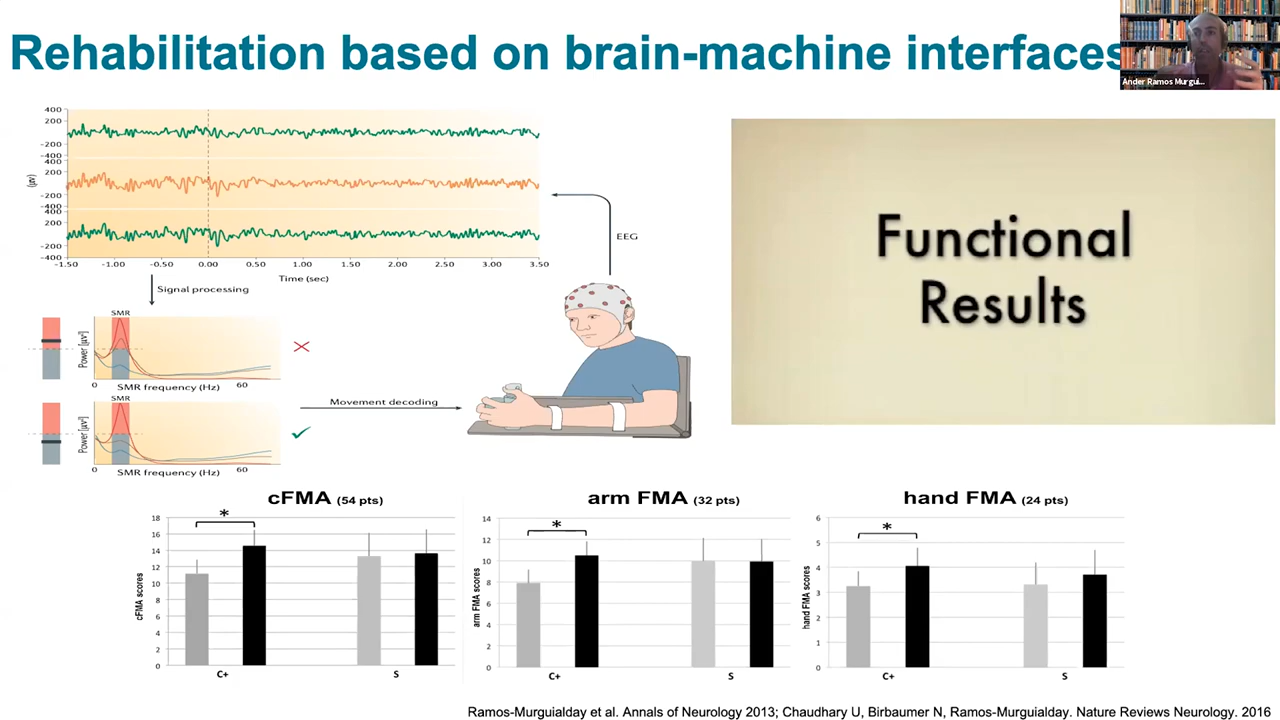 Rehabilitation based on brain-machine interfaces
Ander Ramos Murgui...
400
200
-200
-400
400
200
-200
-400
400
200
-200
-400
(μv)
-1.50 -1.00 -0.50 0.00 0.50 1.00 1.50 2.00 2.50 3.00 3.50
Time (sec)
EEG
Signal processing
SMR
Power [μv]
0 60
SMR frequency (Hz)
Movement decoding
SMR
Power [μv]
0 60
SMR frequency (Hz)
Functional
Results
cFMA (54 pts)
*
18
16
14
12
10
8
6
4
2
0
cFMA scores
C+ S
arm FMA (32 pts)
*
14
12
10
8
6
4
2
0
arm FMA scores
C+ S
hand FMA (24 pts)
*
6
5
4
3
2
1
0
hand FMA scores
C+ S
Ramos-Murguialday et al. Annals of Neurology 2013; Chaudhary U, Birbaumer N, Ramos-Murguialday. Nature Reviews Neurology. 2016